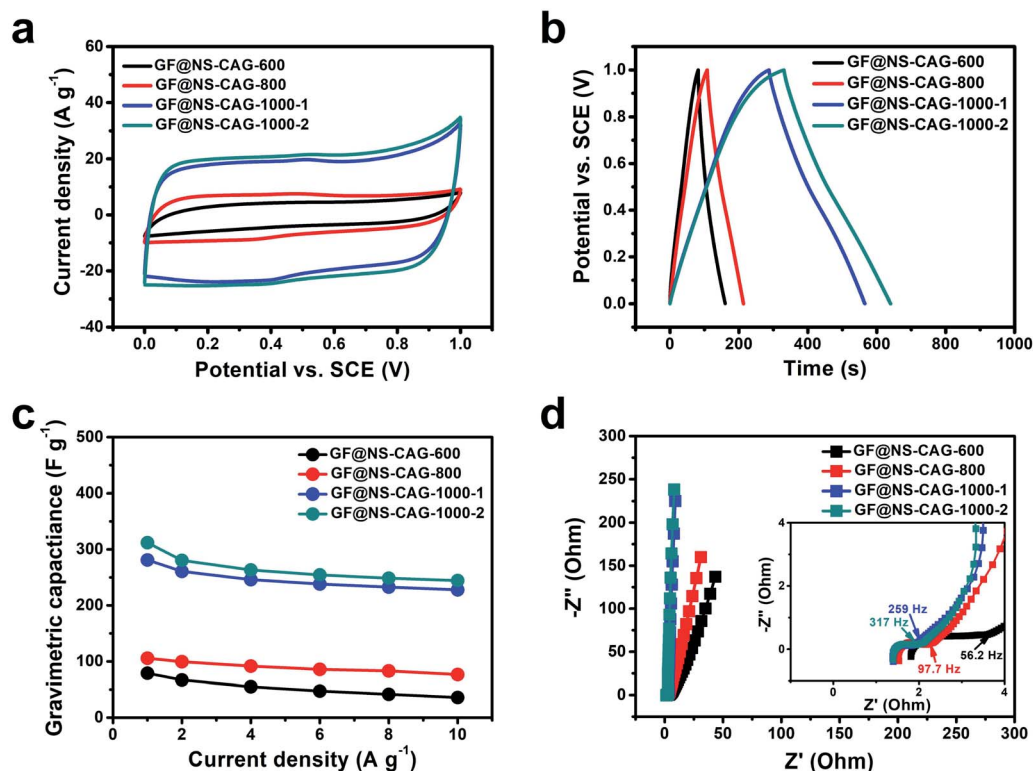 a
60
40
20
0
-20
-40
0.0 0.2 0.4 0.6 0.8 1.0
Current density (A g⁻¹)
Potential vs. SCE (V)
GF@NS-CAG-600
GF@NS-CAG-800
GF@NS-CAG-1000-1
GF@NS-CAG-1000-2
b
1.0
0.8
0.6
0.4
0.2
0.0
0 200 400 600 800 1000
Potential vs. SCE (V)
Time (s)
GF@NS-CAG-600
GF@NS-CAG-800
GF@NS-CAG-1000-1
GF@NS-CAG-1000-2
c
500
400
300
200
100
0
0 2 4 6 8 10
Gravimetric capactiance (F g⁻¹)
Current density (A g⁻¹)
GF@NS-CAG-600
GF@NS-CAG-800
GF@NS-CAG-1000-1
GF@NS-CAG-1000-2
d
300
250
200
150
100
50
0
0 50 100 150 200 250 300
-Z'' (Ohm)
Z' (Ohm)
GF@NS-CAG-600
GF@NS-CAG-800
GF@NS-CAG-1000-1
GF@NS-CAG-1000-2
4
2
0
0 2 4
-Z'' (Ohm)
Z' (Ohm)
259 Hz
317 Hz
56.2 Hz
97.7 Hz